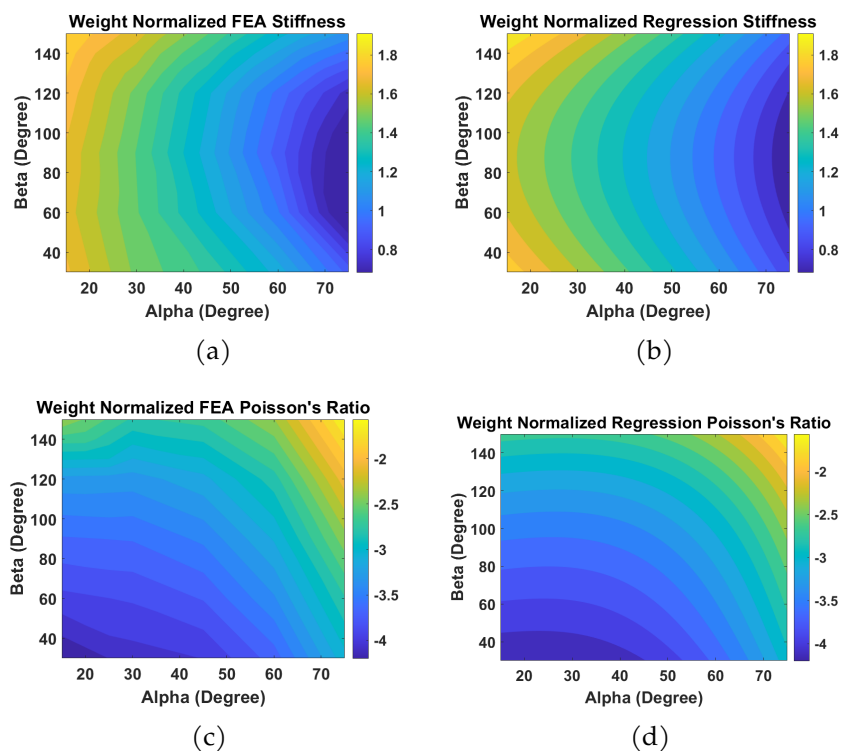 Weight Normalized FEA Stiffness
140
120
100
80
60
40
Beta (Degree)
20 30 40 50 60 70
Alpha (Degree)
1.8
1.6
1.4
1.2
1
0.8
(a)
Weight Normalized Regression Stiffness
140
120
100
80
60
40
Beta (Degree)
20 30 40 50 60 70
Alpha (Degree)
1.8
1.6
1.4
1.2
1
0.8
(b)
Weight Normalized FEA Poisson's Ratio
140
120
100
80
60
40
Beta (Degree)
20 30 40 50 60 70
Alpha (Degree)
-2
-2.5
-3
-3.5
-4
(c)
Weight Normalized Regression Poisson's Ratio
140
120
100
80
60
40
Beta (Degree)
20 30 40 50 60 70
Alpha (Degree)
-2
-2.5
-3
-3.5
-4
(d)